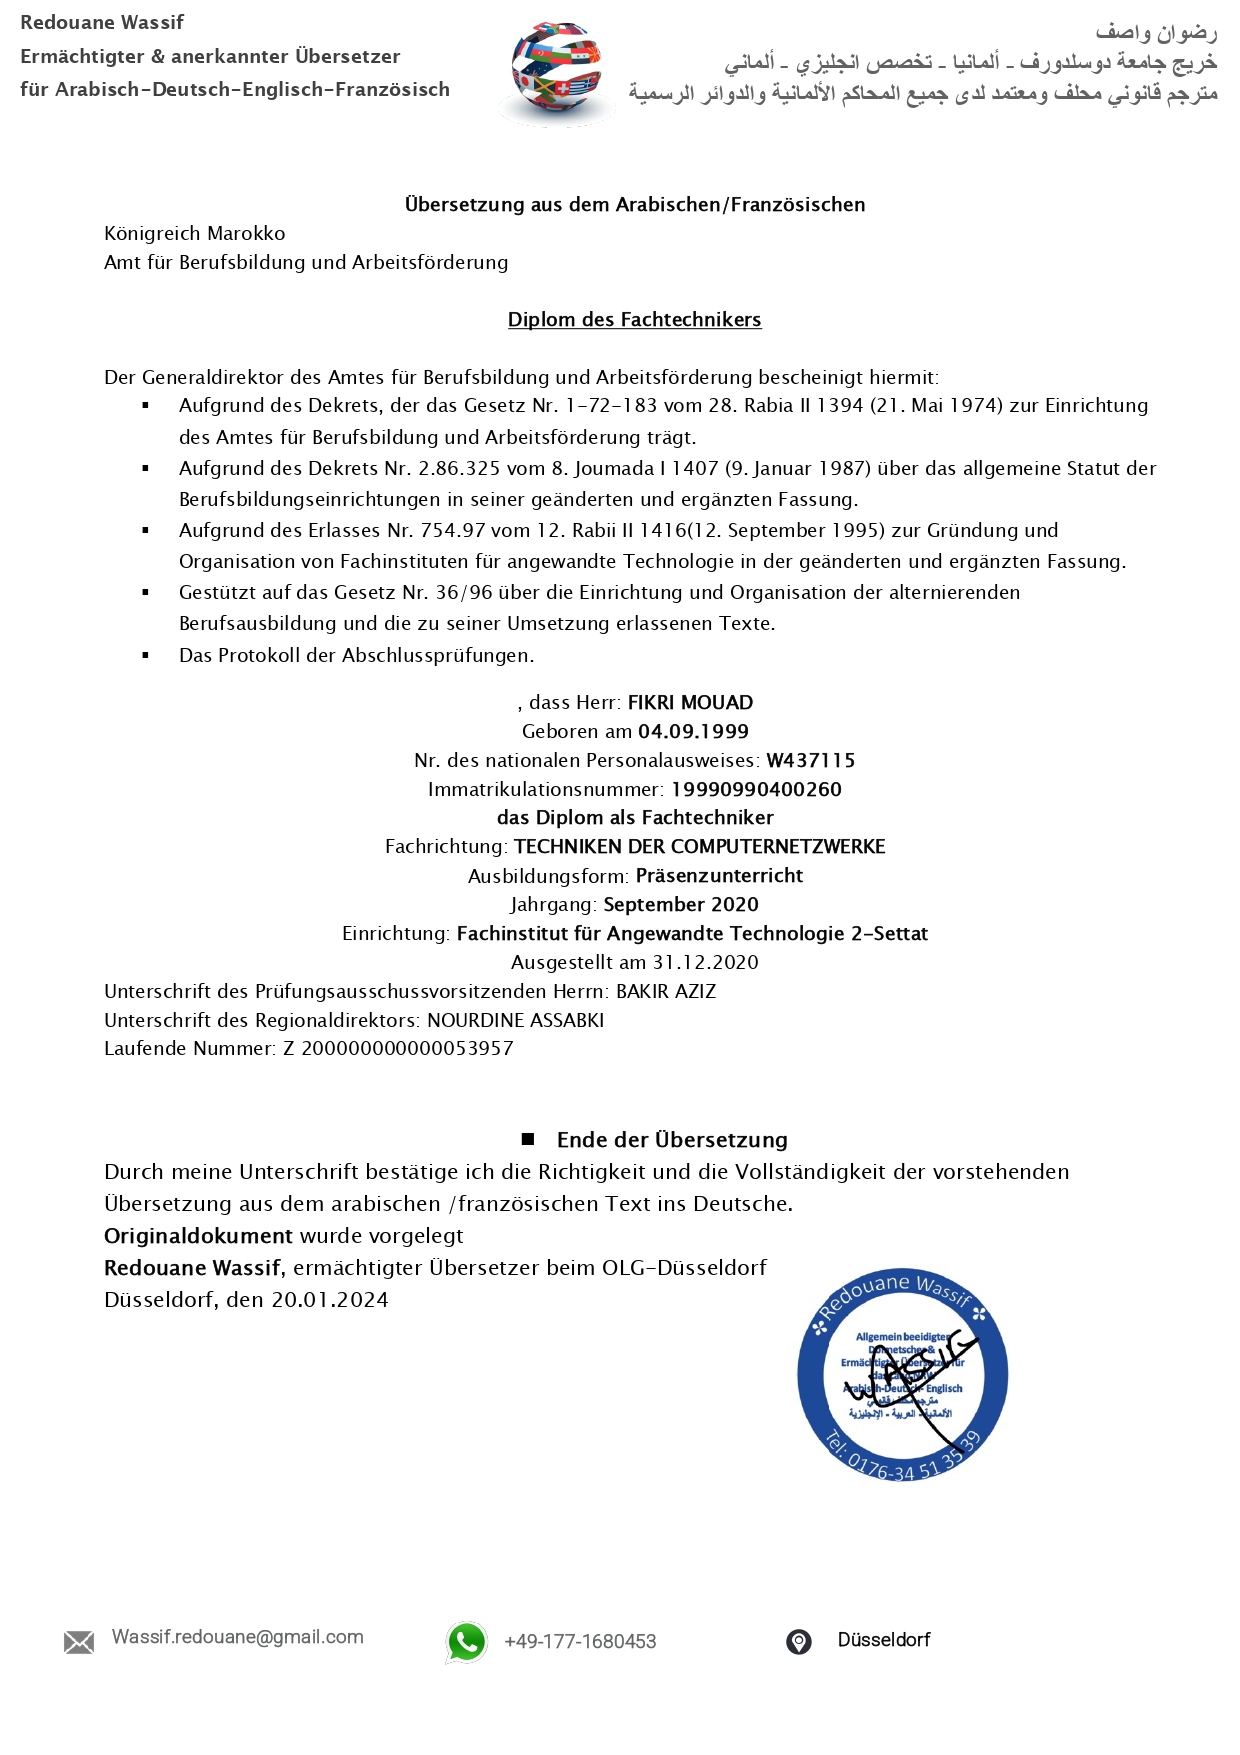 Redouane Wassif
Ermächtigter & anerkannter Übersetzer
für Arabisch-Deutsch-Englisch-Französisch
رضوان واصف
خريج جامعة دوسلدورف - ألمانيا - تخصص انجليزي - ألماني
مترجم قانوني محلف ومعتمد لدى جميع المحاكم الألمانية والدوائر الرسمية
Übersetzung aus dem Arabischen/Französischen
Königreich Marokko
Amt für Berufsbildung und Arbeitsförderung
Diplom des Fachtechnikers
Der Generaldirektor des Amtes für Berufsbildung und Arbeitsförderung bescheinigt hiermit:
▪ Aufgrund des Dekrets, der das Gesetz Nr. 1-72-183 vom 28. Rabia II 1394 (21. Mai 1974) zur Einrichtung
des Amtes für Berufsbildung und Arbeitsförderung trägt.
▪ Aufgrund des Dekrets Nr. 2.86.325 vom 8. Joumada I 1407 (9. Januar 1987) über das allgemeine Statut der
Berufsbildungseinrichtungen in seiner geänderten und ergänzten Fassung.
▪ Aufgrund des Erlasses Nr. 754.97 vom 12. Rabii II 1416(12. September 1995) zur Gründung und
Organisation von Fachinstituten für angewandte Technologie in der geänderten und ergänzten Fassung.
▪ Gestützt auf das Gesetz Nr. 36/96 über die Einrichtung und Organisation der alternierenden
Berufsausbildung und die zu seiner Umsetzung erlassenen Texte.
▪ Das Protokoll der Abschlussprüfungen.
, dass Herr: FIKRI MOUAD
Geboren am 04.09.1999
Nr. des nationalen Personalausweises: W437115
Immatrikulationsnummer: 19990990400260
das Diplom als Fachtechniker
Fachrichtung: TECHNIKEN DER COMPUTERNETZWERKE
Ausbildungsform: Präsenzunterricht
Jahrgang: September 2020
Einrichtung: Fachinstitut für Angewandte Technologie 2-Settat
Ausgestellt am 31.12.2020
Unterschrift des Prüfungsausschussvorsitzenden Herrn: BAKIR AZIZ
Unterschrift des Regionaldirektors: NOURDINE ASSABKI
Laufende Nummer: Z 200000000000053957
▪ Ende der Übersetzung
Durch meine Unterschrift bestätige ich die Richtigkeit und die Vollständigkeit der vorstehenden
Übersetzung aus dem arabischen /französischen Text ins Deutsche.
Originaldokument wurde vorgelegt
Redouane Wassif, ermächtigter Übersetzer beim OLG-Düsseldorf
Düsseldorf, den 20.01.2024
Redouane Wassif
Allgemein beeidigter
Dolmetscher &
Ermächtigter Übersetzer für
das Land NRW
Arabisch-Deutsch- Englisch
مترجم محلف قانوني
الألمانية - العربية - الإنجليزية
Tel: 0176-34 51 35 39
WASSIF
Wassif.redouane@gmail.com
+49-177-1680453
Düsseldorf